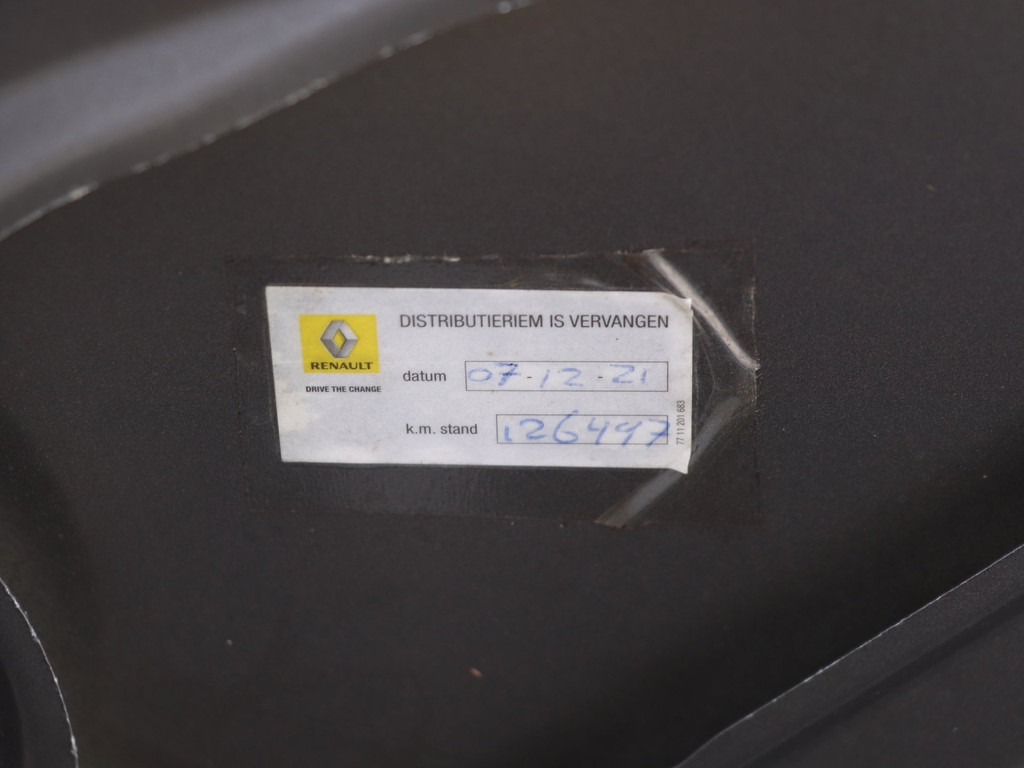 DISTRIBUTIERIEM IS VERVANGEN
RENAULT
DRIVE THE CHANGE
datum 07-12-21
k.m. stand 126497
77 11 201 683